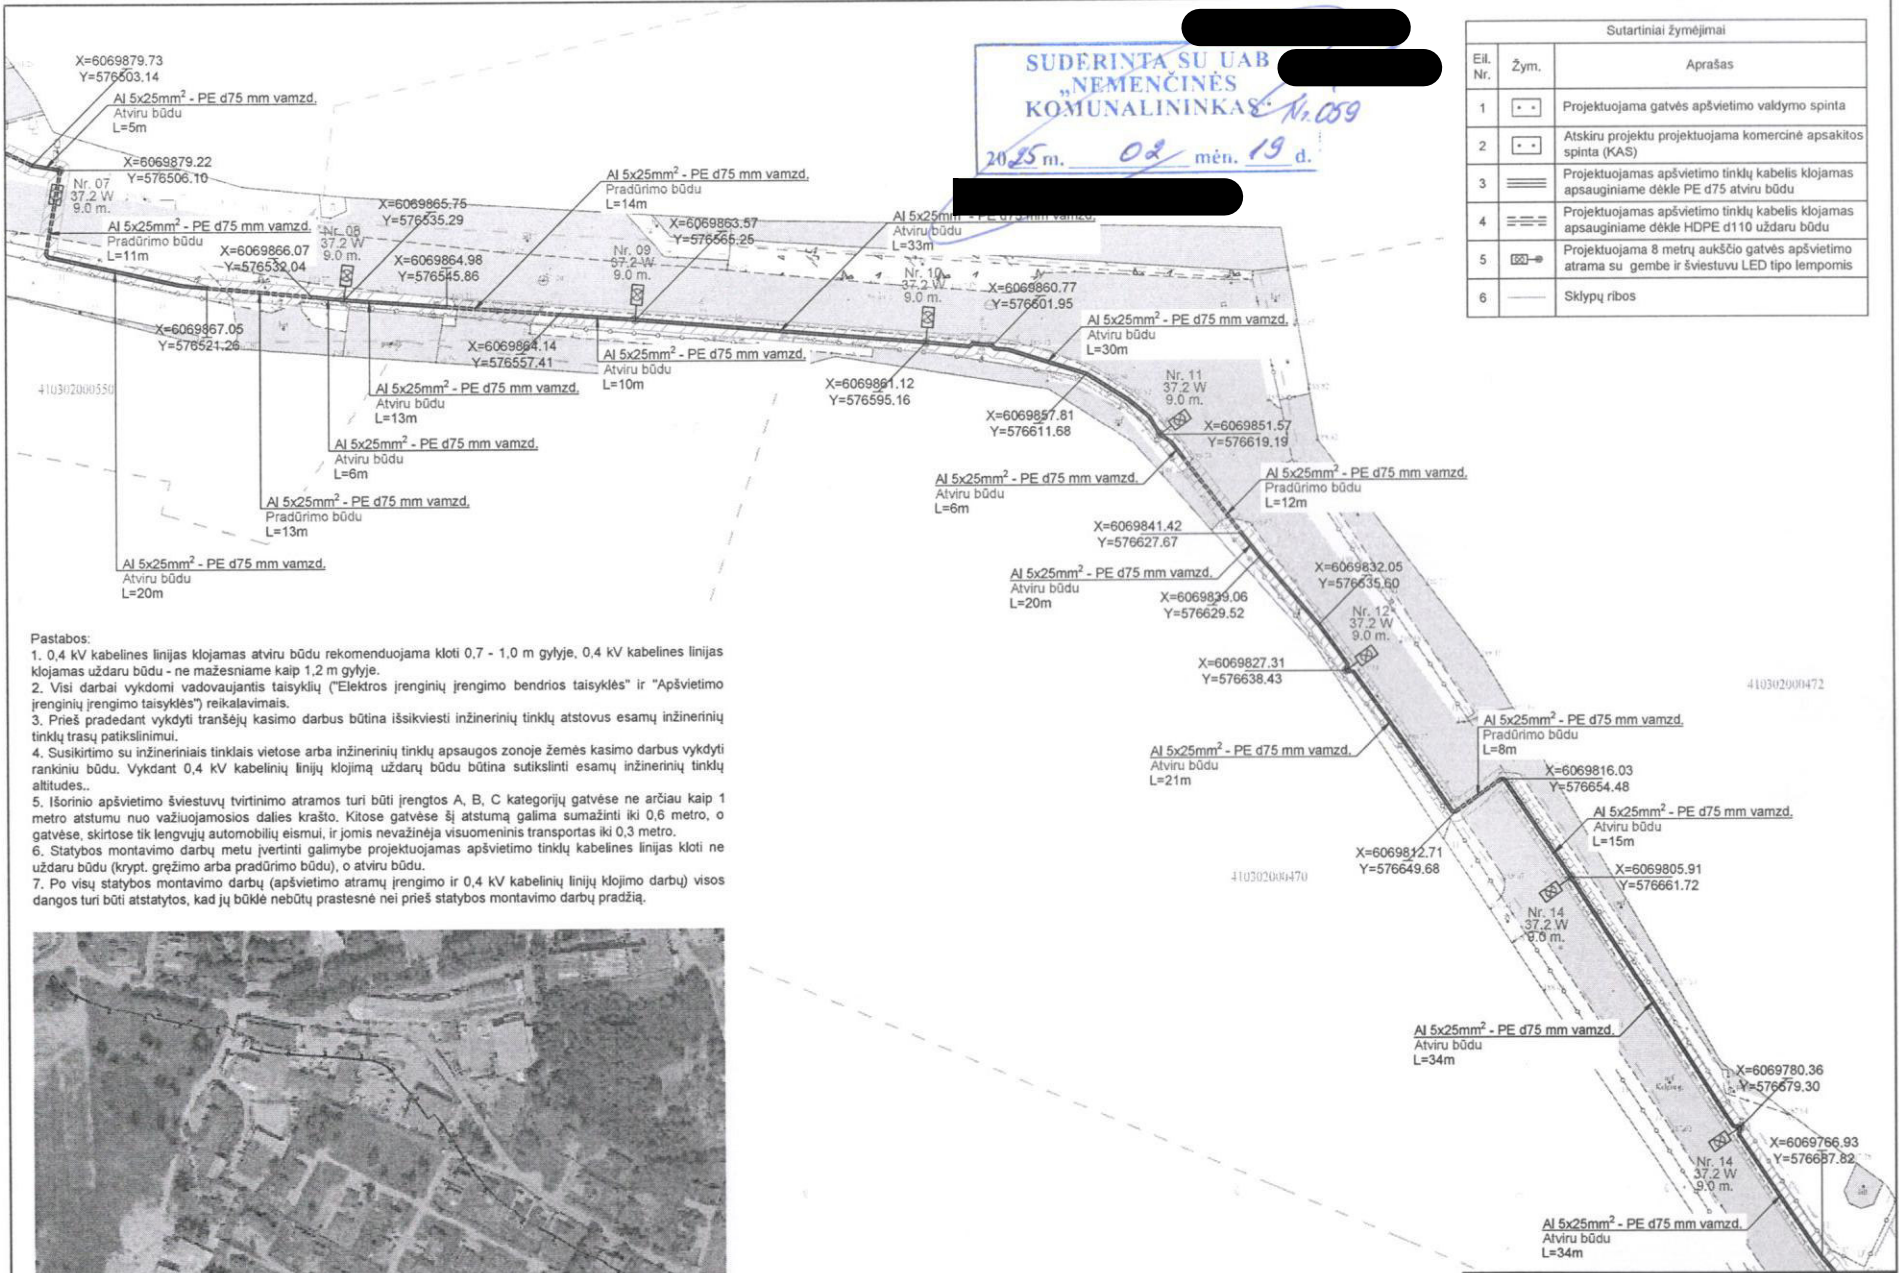 X=6069879.73
Y=576503.14
Al 5x25mm² - PE d75 mm vamzd.
Atviru būdu
L=5m
X=6069879.22
Y=576506.10
Nr. 07
37.2 W
9.0 m.
Al 5x25mm² - PE d75 mm vamzd.
Pradūrimo būdu
L=11m
X=6069866.07
Y=576532.04
Nr. 08
37.2 W
9.0 m.
X=6069865.75
Y=576535.29
X=6069864.98
Y=576545.86
Al 5x25mm² - PE d75 mm vamzd.
Pradūrimo būdu
L=14m
Nr. 09
37.2 W
9.0 m.
X=6069863.57
Y=576565.25
Al 5x25mm² - PE d75 mm vamzd.
Atviru būdu
L=33m
Nr. 10
37.2 W
9.0 m.
X=6069860.77
Y=576601.95
Al 5x25mm² - PE d75 mm vamzd.
Atviru būdu
L=30m
SUDERINTA SU UAB
„NEMENČINĖS
KOMUNALININKAS“
Nr. 059
2025 m. 02 mėn. 19 d.
Sutartiniai žymėjimai
Eil. Nr. Žym. Aprašas
1 Projektuojama gatvės apšvietimo valdymo spinta
2 Atskiru projektu projektuojama komercinė apsakitos
spinta (KAS)
3 Projektuojamas apšvietimo tinklų kabelis klojamas
apsauginiame dėkle PE d75 atviru būdu
4 Projektuojamas apšvietimo tinklų kabelis klojamas
apsauginiame dėkle HDPE d110 uždaru būdu
5 Projektuojama 8 metrų aukščio gatvės apšvietimo
atrama su gembe ir šviestuvu LED tipo lempomis
6 Sklypų ribos
X=6069867.05
Y=576521.26
X=6069864.14
Y=576557.41
Al 5x25mm² - PE d75 mm vamzd.
Atviru būdu
L=10m
X=6069861.12
Y=576595.16
410302000550
Al 5x25mm² - PE d75 mm vamzd.
Atviru būdu
L=13m
Al 5x25mm² - PE d75 mm vamzd.
Atviru būdu
L=6m
Al 5x25mm² - PE d75 mm vamzd.
Pradūrimo būdu
L=13m
Al 5x25mm² - PE d75 mm vamzd.
Atviru būdu
L=20m
Nr. 11
37.2 W
9.0 m.
X=6069857.81
Y=576611.68
X=6069851.57
Y=576619.19
Al 5x25mm² - PE d75 mm vamzd.
Atviru būdu
L=6m
Al 5x25mm² - PE d75 mm vamzd.
Pradūrimo būdu
L=12m
X=6069841.42
Y=576627.67
Al 5x25mm² - PE d75 mm vamzd.
Atviru būdu
L=20m
X=6069839.06
Y=576629.52
X=6069832.05
Y=576635.60
Nr. 12
37.2 W
9.0 m.
X=6069827.31
Y=576638.43
410302000472
Al 5x25mm² - PE d75 mm vamzd.
Pradūrimo būdu
L=8m
Al 5x25mm² - PE d75 mm vamzd.
Atviru būdu
L=21m
X=6069816.03
Y=576654.48
Al 5x25mm² - PE d75 mm vamzd.
Atviru būdu
L=15m
X=6069812.71
Y=576649.68
410302000470
X=6069805.91
Y=576661.72
Nr. 14
37.2 W
9.0 m.
Al 5x25mm² - PE d75 mm vamzd.
Atviru būdu
L=34m
X=6069780.36
Y=576679.30
X=6069766.93
Y=576687.82
Nr. 14
37.2 W
9.0 m.
Al 5x25mm² - PE d75 mm vamzd.
Atviru būdu
L=34m
Pastabos:
1. 0,4 kV kabelines linijas klojamas atviru būdu rekomenduojama kloti 0,7 - 1,0 m gylyje, 0,4 kV kabelines linijas
klojamas uždaru būdu - ne mažesniame kaip 1,2 m gylyje.
2. Visi darbai vykdomi vadovaujantis taisyklių ("Elektros įrenginių įrengimo bendrios taisyklės" ir "Apšvietimo
įrenginių įrengimo taisyklės") reikalavimais.
3. Prieš pradedant vykdyti tranšėjų kasimo darbus būtina išsikviesti inžinerinių tinklų atstovus esamų inžinerinių
tinklų trasų patikslinimui.
4. Susikirtimo su inžineriniais tinklais vietose arba inžinerinių tinklų apsaugos zonoje žemės kasimo darbus vykdyti
rankiniu būdu. Vykdant 0,4 kV kabelinių linijų klojimą uždarų būdu būtina sutikslinti esamų inžinerinių tinklų
altitudes..
5. Išorinio apšvietimo šviestuvų tvirtinimo atramos turi būti įrengtos A, B, C kategorijų gatvėse ne arčiau kaip 1
metro atstumu nuo važiuojamosios dalies krašto. Kitose gatvėse šį atstumą galima sumažinti iki 0,6 metro, o
gatvėse, skirtose tik lengvųjų automobilių eismui, ir jomis nevažinėja visuomeninis transportas iki 0,3 metro.
6. Statybos montavimo darbų metu įvertinti galimybe projektuojamas apšvietimo tinklų kabelines linijas kloti ne
uždaru būdu (krypt. gręžimo arba pradūrimo būdu), o atviru būdu.
7. Po visų statybos montavimo darbų (apšvietimo atramų įrengimo ir 0,4 kV kabelinių linijų klojimo darbų) visos
dangos turi būti atstatytos, kad jų būklė nebūtų prastesnė nei prieš statybos montavimo darbų pradžią.